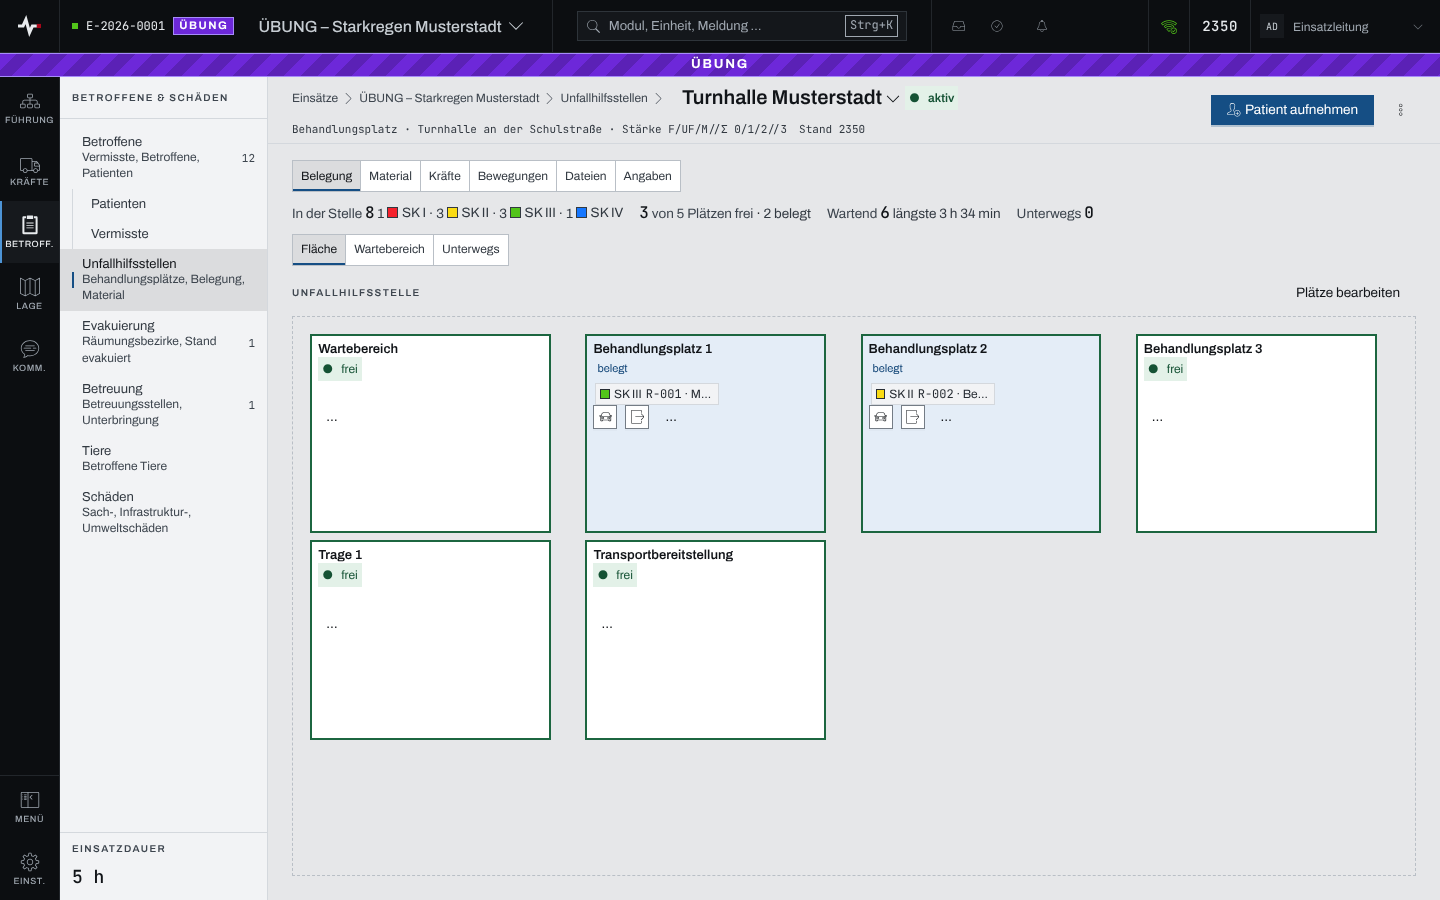 E-2026-0001 ÜBUNG ÜBUNG – Starkregen Musterstadt
Modul, Einheit, Meldung ... Strg+K
2350 AD Einsatzleitung
ÜBUNG
FÜHRUNG
KRÄFTE
BETROFF.
LAGE
KOMM.
MENÜ
EINST.
BETROFFENE & SCHÄDEN
Betroffene
Vermisste, Betroffene,
Patienten
12
Patienten
Vermisste
Unfallhilfsstellen
Behandlungsplätze, Belegung,
Material
Evakuierung
Räumungsbezirke, Stand
evakuiert
1
Betreuung
Betreuungsstellen,
Unterbringung
1
Tiere
Betroffene Tiere
Schäden
Sach-, Infrastruktur-,
Umweltschäden
EINSATZDAUER
5 h
Einsätze ÜBUNG – Starkregen Musterstadt Unfallhilfsstellen Turnhalle Musterstadt aktiv
Behandlungsplatz · Turnhalle an der Schulstraße · Stärke F/UF/M//Σ 0/1/2//3 Stand 2350
Patient aufnehmen
Belegung Material Kräfte Bewegungen Dateien Angaben
In der Stelle 8 1 SK I · 3 SK II · 3 SK III · 1 SK IV 3 von 5 Plätzen frei · 2 belegt Wartend 6 längste 3 h 34 min Unterwegs 0
Fläche Wartebereich Unterwegs
UNFALLHILFSSTELLE
Plätze bearbeiten
Wartebereich
frei
...
Behandlungsplatz 1
belegt
SK III R-001 · M...
...
Behandlungsplatz 2
belegt
SK II R-002 · Be...
...
Behandlungsplatz 3
frei
...
Trage 1
frei
...
Transportbereitstellung
frei
...